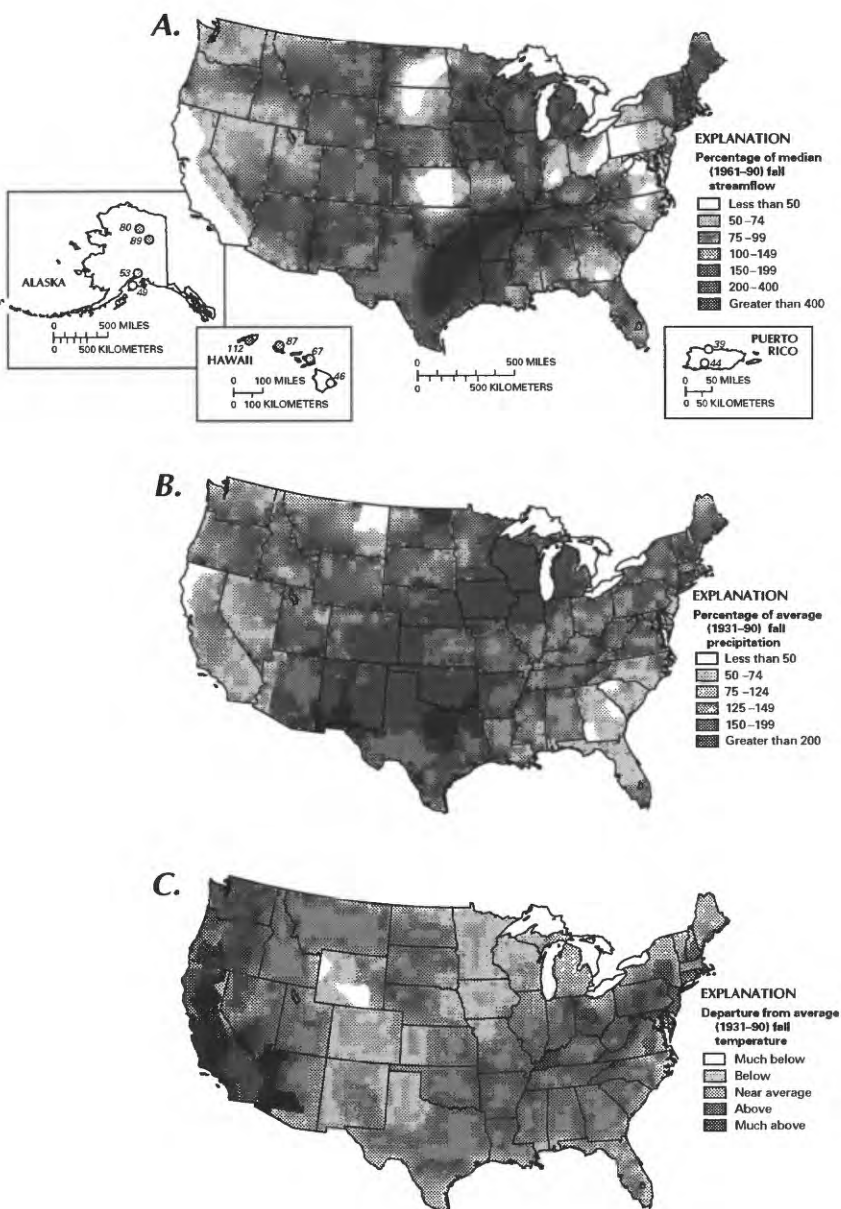 A.
EXPLANATION
Percentage of median
(1961–90) fall
streamflow
Less than 50
50–74
75–99
100–149
150–199
200–400
Greater than 400
80
89
53
49
ALASKA
0 500 MILES
0 500 KILOMETERS
112
87
67
46
HAWAII
0 100 MILES
0 100 KILOMETERS
0 500 MILES
0 500 KILOMETERS
PUERTO
RICO
39
44
0 50 MILES
0 50 KILOMETERS
B.
EXPLANATION
Percentage of average
(1931–90) fall
precipitation
Less than 50
50–74
75–124
125–149
150–199
Greater than 200
C.
EXPLANATION
Departure from average
(1931–90) fall
temperature
Much below
Below
Near average
Above
Much above